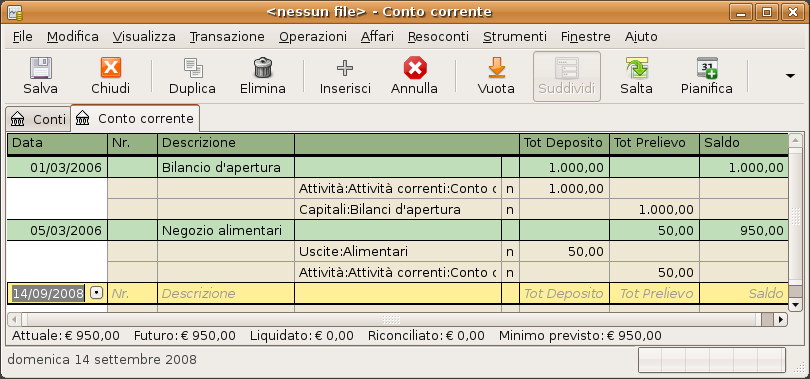 <nessun file> - Conto corrente
File Modifica Visualizza Transazione Operazioni Affari Resoconti Strumenti Finestre Aiuto
Salva Chiudi Duplica Elimina Inserisci Annulla Vuota Suddividi Salta Pianifica
Conti Conto corrente
Data Nr. Descrizione Tot Deposito Tot Prelievo Saldo
01/03/2006 Bilancio d'apertura 1.000,00 1.000,00
Attività:Attività correnti:Conto c n 1.000,00
Capitali:Bilanci d'apertura n 1.000,00
05/03/2006 Negozio alimentari 50,00 950,00
Uscite:Alimentari n 50,00
Attività:Attività correnti:Conto c n 50,00
14/09/2008 Nr. Descrizione Tot Deposito Tot Prelievo Saldo
Attuale: € 950,00 Futuro: € 950,00 Liquidato: € 0,00 Riconciliato: € 0,00 Minimo previsto: € 950,00
domenica 14 settembre 2008